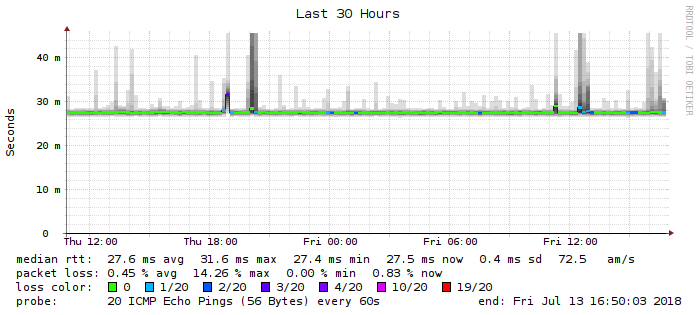 Last 30 Hours
RRDTOOL / TOBI OETIKER
Seconds
40 m
30 m
20 m
10 m
0
Thu 12:00 Thu 18:00 Fri 00:00 Fri 06:00 Fri 12:00
median rtt: 27.6 ms avg 31.6 ms max 27.4 ms min 27.5 ms now 0.4 ms sd 72.5 am/s
packet loss: 0.45 % avg 14.26 % max 0.00 % min 0.83 % now
loss color: 0 1/20 2/20 3/20 4/20 10/20 19/20
probe: 20 ICMP Echo Pings (56 Bytes) every 60s end: Fri Jul 13 16:50:03 2018